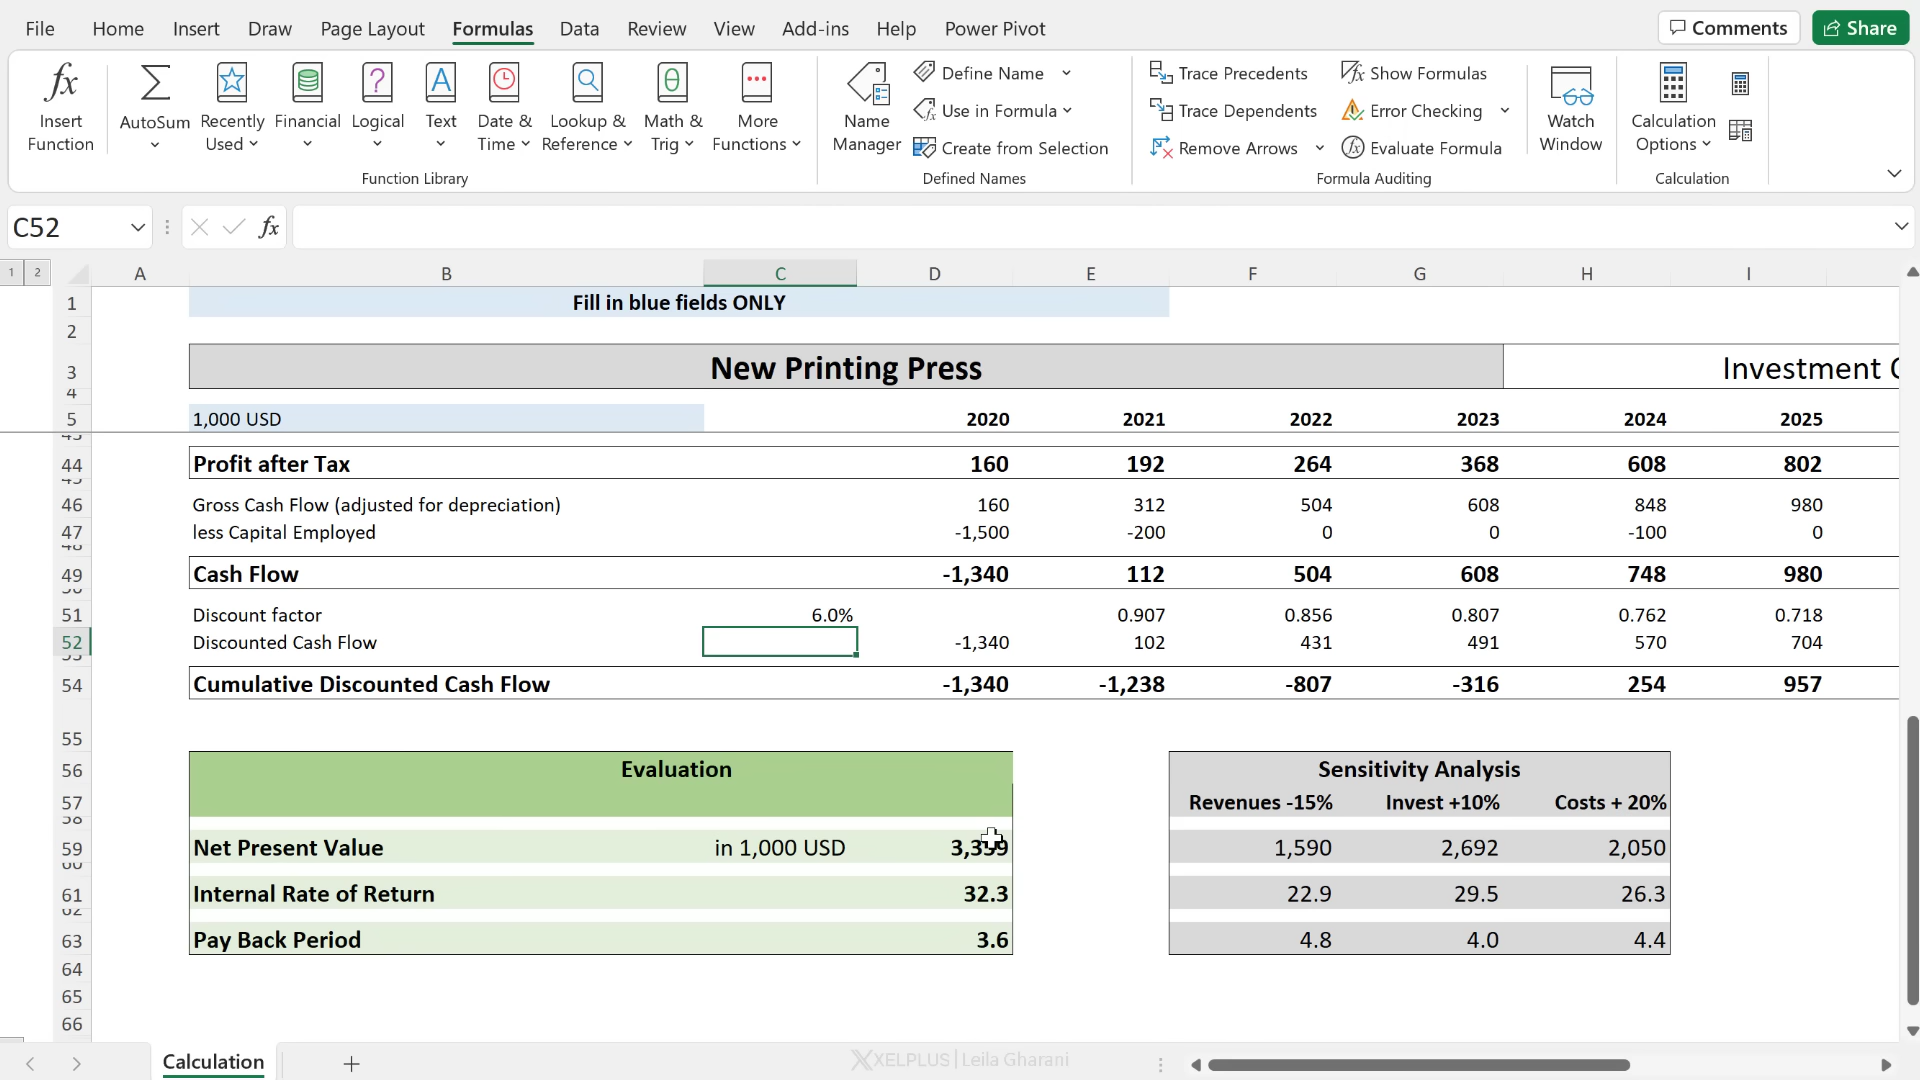 File Home Insert Draw Page Layout Formulas Data Review View Add-ins Help Power Pivot Comments Share
Insert Function AutoSum Recently Used Financial Logical Text Date & Time Lookup & Reference Math & Trig More Functions
Function Library
Name Manager Define Name Use in Formula Create from Selection
Defined Names
Trace Precedents Show Formulas
Trace Dependents Error Checking
Remove Arrows Evaluate Formula
Formula Auditing
Watch Window
Calculation Options
Calculation
C52 fx
1 2 A B C D E F G H I
1 Fill in blue fields ONLY
2
3 New Printing Press Investment
4
5 1,000 USD 2020 2021 2022 2023 2024 2025
44 Profit after Tax 160 192 264 368 608 802
46 Gross Cash Flow (adjusted for depreciation) 160 312 504 608 848 980
47 less Capital Employed -1,500 -200 0 0 -100 0
49 Cash Flow -1,340 112 504 608 748 980
51 Discount factor 6.0% 0.907 0.856 0.807 0.762 0.718
52 Discounted Cash Flow -1,340 102 431 491 570 704
54 Cumulative Discounted Cash Flow -1,340 -1,238 -807 -316 254 957
55
56 Evaluation Sensitivity Analysis
57 Revenues -15% Invest +10% Costs + 20%
59 Net Present Value in 1,000 USD 1,590 2,692 2,050
61 Internal Rate of Return 32.3 22.9 29.5 26.3
63 Pay Back Period 3.6 4.8 4.0 4.4
64
65
66
Calculation
XELPLUS | Leila Gharani